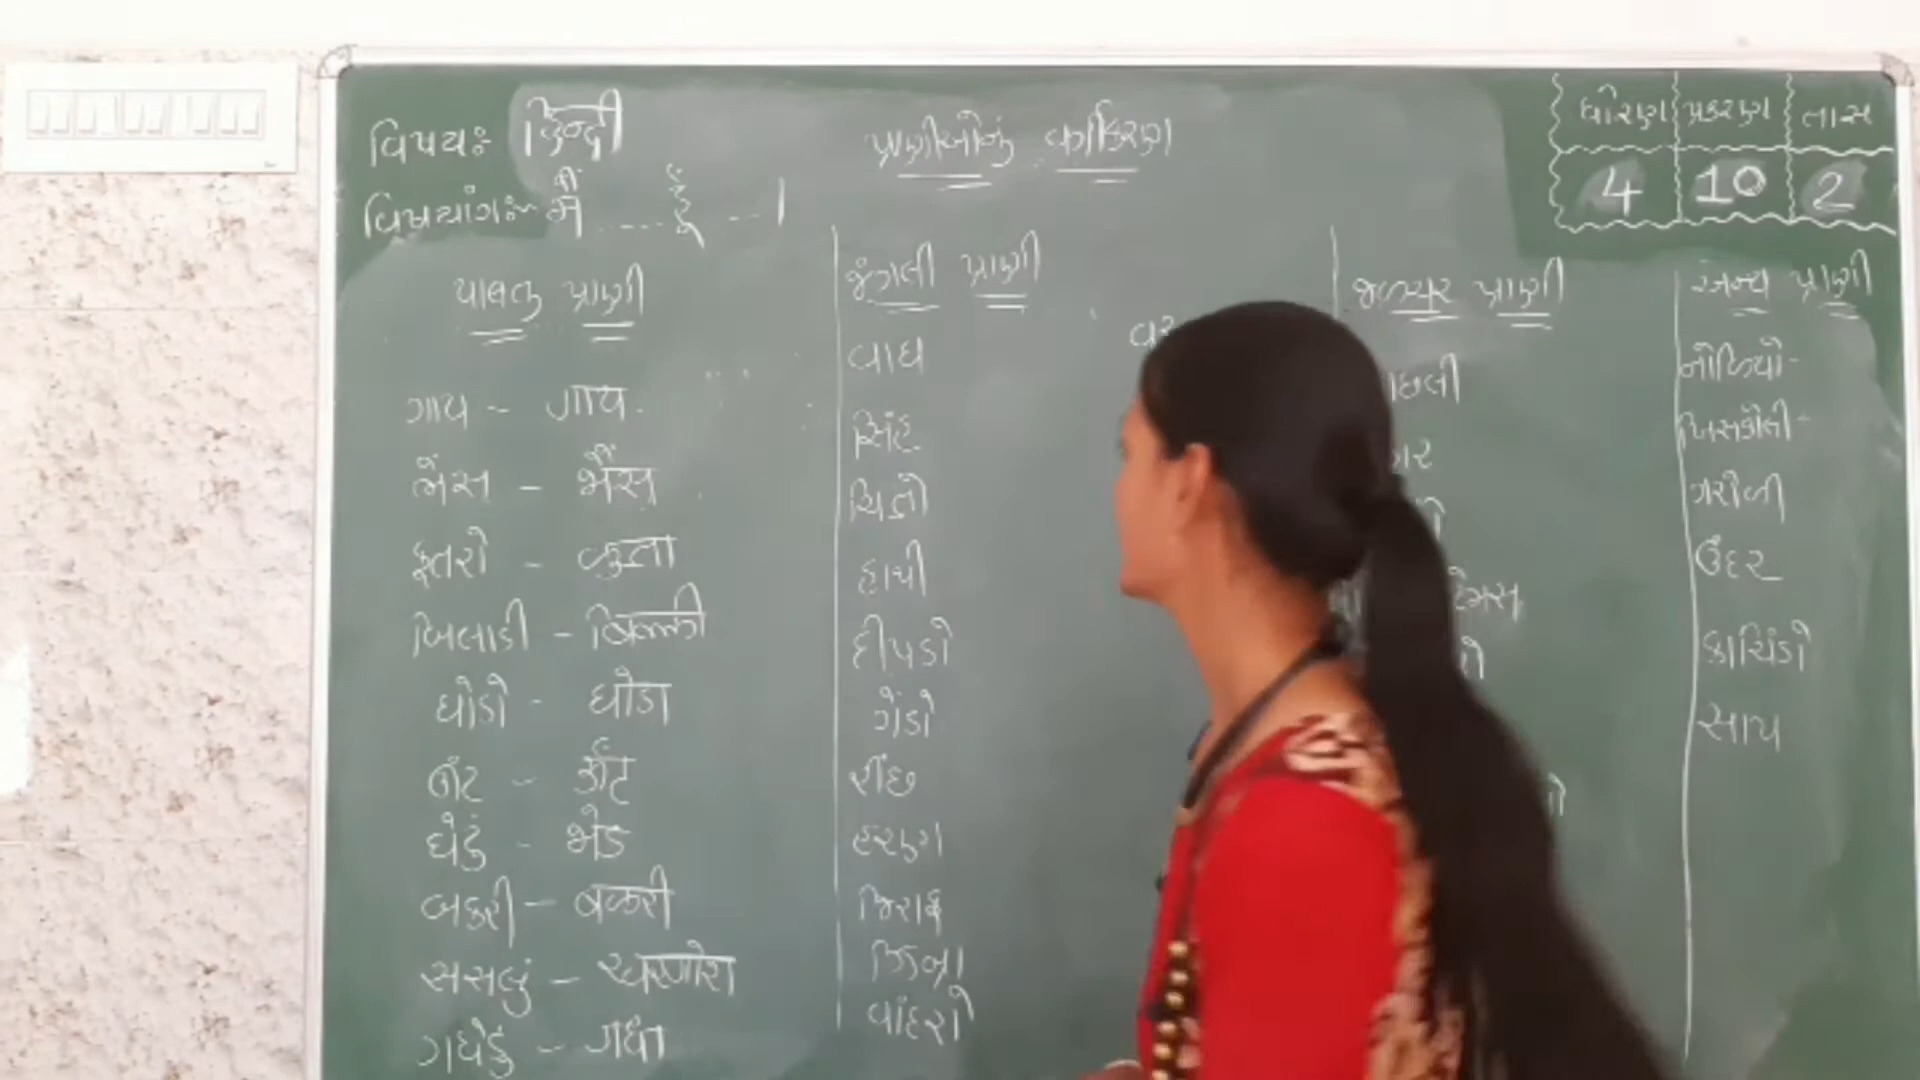 વિષયઃ हिन्दी
પ્રાણીઓનું વર્ગીકરણ
ધોરણ પ્રકરણ તાસ
4 10 2
વિષયાંગઃ- मैं .... हूँ ... ।
પાલતુ પ્રાણી
ગાય - गाय
ભેંસ - भैंस
કૂતરો - कुत्ता
બિલાડી - बिल्ली
ઘોડો - घोडा
ઊંટ - ऊँट
ઘેટું - भेड
બકરી - बकरी
સસલું - खरगोश
ગધેડું - गधा
જંગલી પ્રાણી
વાઘ
સિંહ
ચિત્તો
હાથી
દીપડો
ગેંડો
રીંછ
હરણ
જિરાફ
ઝિબ્રા
વાંદરો
જળચર પ્રાણી
અન્ય પ્રાણી
નોળિયો-
ખિસકોલી-
ગરોળી
ઉંદર
કાચિંડો
સાપ